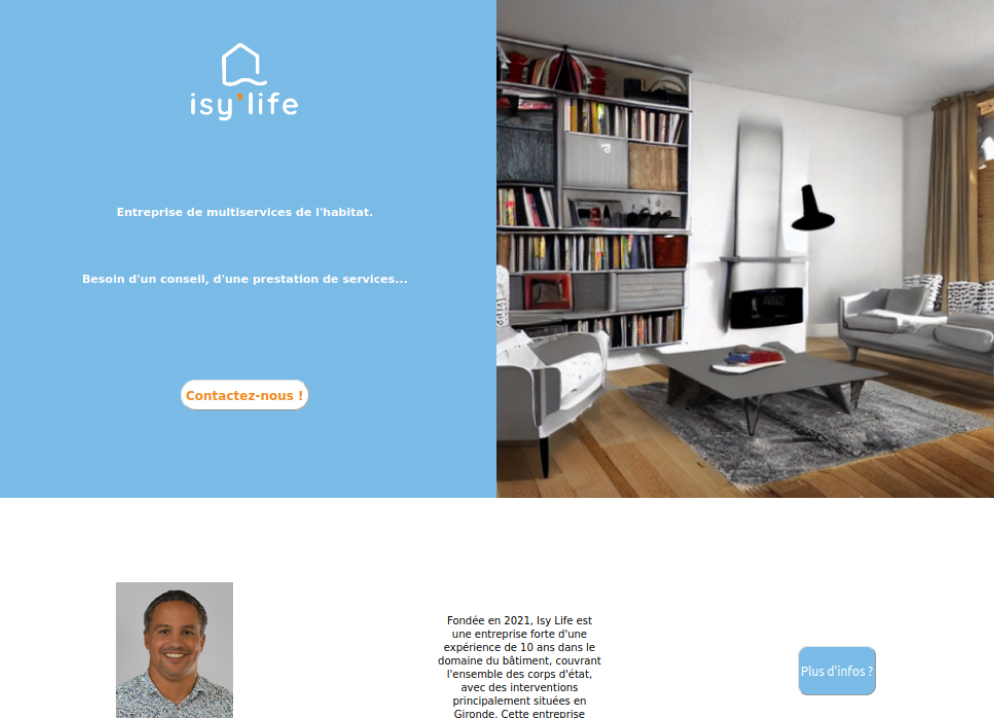 isy'life
Entreprise de multiservices de l'habitat.
Besoin d'un conseil, d'une prestation de services...
Contactez-nous !
Fondée en 2021, Isy Life est
une entreprise forte d'une
expérience de 10 ans dans le
domaine du bâtiment, couvrant
l'ensemble des corps d'état,
avec des interventions
principalement situées en
Gironde. Cette entreprise
Plus d'infos ?